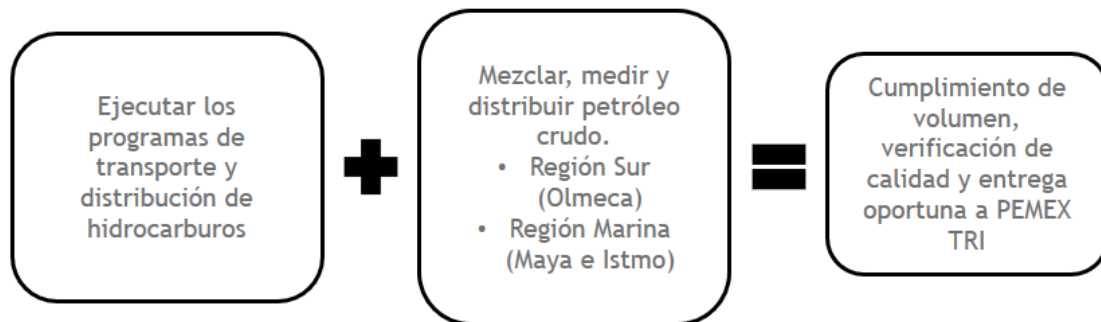 Ejecutar los
programas de
transporte y
distribución de
hidrocarburos
Mezclar, medir y
distribuir petróleo
crudo.
• Región Sur
(Olmeca)
• Región Marina
(Maya e Istmo)
Cumplimiento de
volumen,
verificación de
calidad y entrega
oportuna a PEMEX
TRI